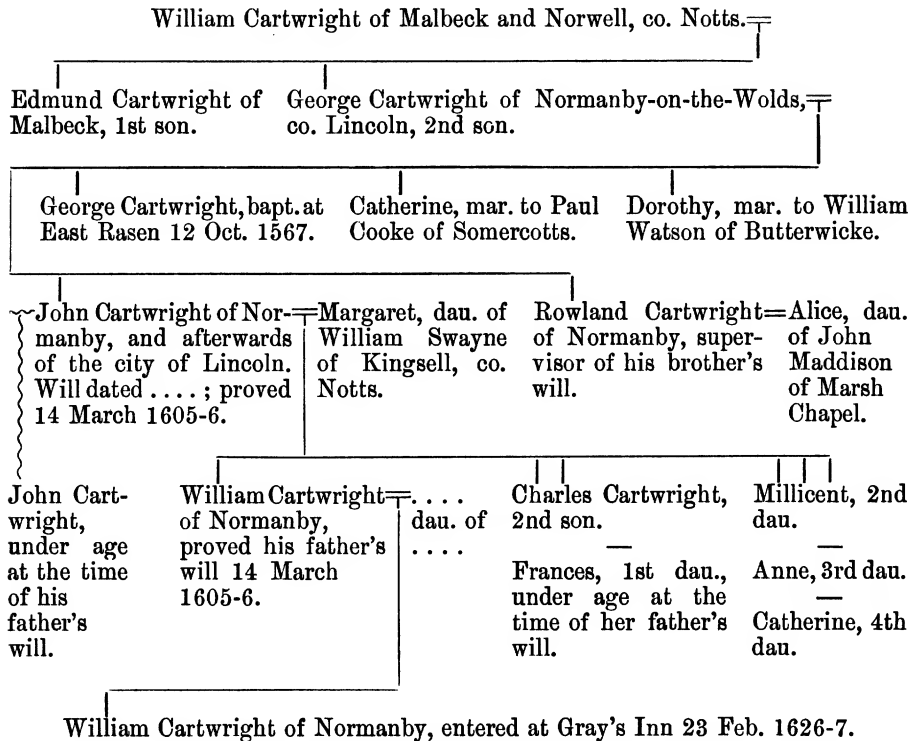 William Cartwright of Malbeck and Norwell, co. Notts.
Edmund Cartwright of
Malbeck, 1st son.
George Cartwright of Normanby-on-the-Wolds,
co. Lincoln, 2nd son.
George Cartwright, bapt. at
East Rasen 12 Oct. 1567.
Catherine, mar. to Paul
Cooke of Somercotts.
Dorothy, mar. to William
Watson of Butterwicke.
John Cartwright of Nor-
manby, and afterwards
of the city of Lincoln.
Will dated . . . . ; proved
14 March 1605-6.
Margaret, dau. of
William Swayne
of Kingsell, co.
Notts.
Rowland Cartwright
of Normanby, super-
visor of his brother's
will.
Alice, dau.
of John
Maddison
of Marsh
Chapel.
John Cart-
wright,
under age
at the time
of his
father's
will.
William Cartwright
of Normanby,
proved his father's
will 14 March
1605-6.
. . . .
dau. of
. . . .
Charles Cartwright,
2nd son.
—
Frances, 1st dau.,
under age at the
time of her father's
will.
Millicent, 2nd
dau.
—
Anne, 3rd dau.
—
Catherine, 4th
dau.
William Cartwright of Normanby, entered at Gray's Inn 23 Feb. 1626-7.